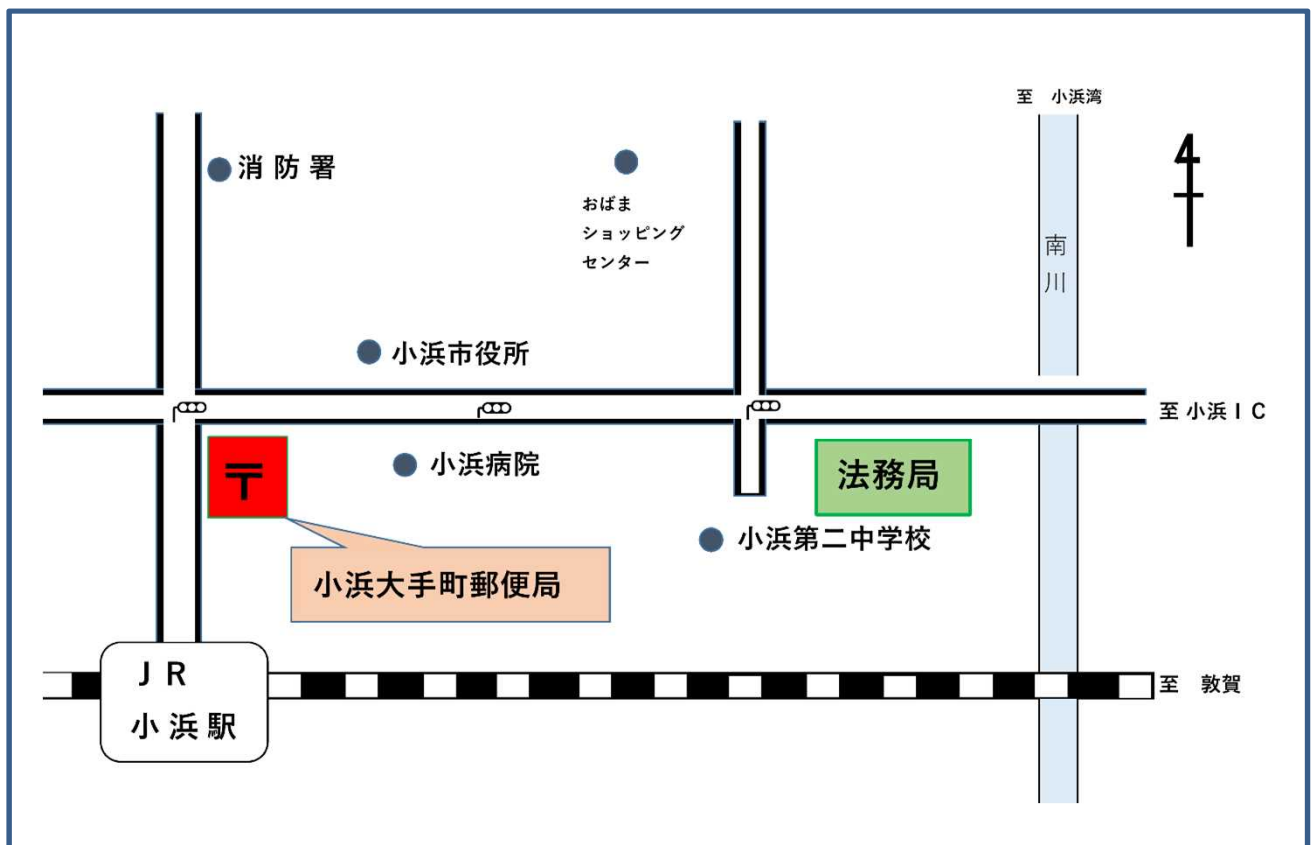 至 小浜湾
消防署
おばま
ショッピング
センター
南川
小浜市役所
至 小浜ＩＣ
〒
小浜病院
法務局
小浜第二中学校
小浜大手町郵便局
ＪＲ
小浜駅
至 敦賀